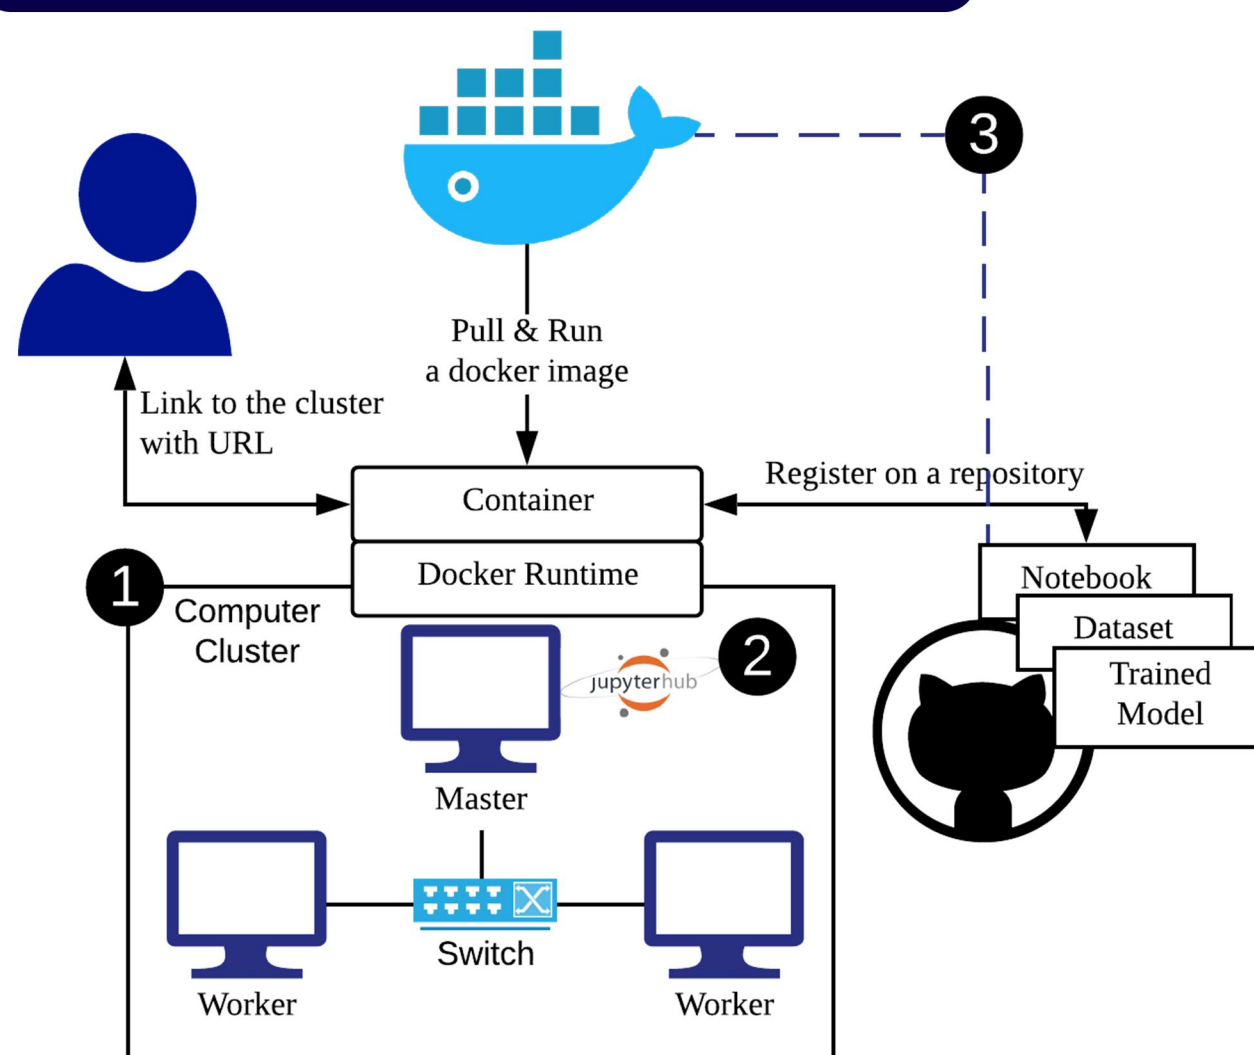 3
Pull & Run
a docker image
Link to the cluster
with URL
Register on a repository
Container
Docker Runtime
1
Computer
Cluster
2
jupyterhub
Notebook
Dataset
Trained
Model
Master
Switch
Worker
Worker